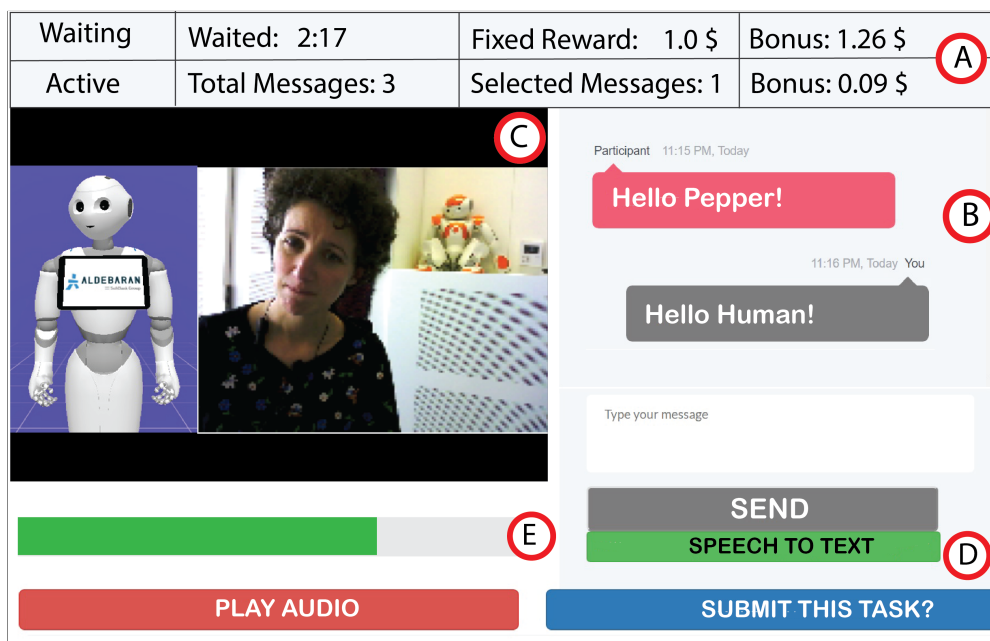 Waiting
Waited: 2:17
Fixed Reward: 1.0 $
Bonus: 1.26 $
A
Active
Total Messages: 3
Selected Messages: 1
Bonus: 0.09 $
C
ALDEBARAN
Participant 11:15 PM, Today
Hello Pepper!
B
11:16 PM, Today You
Hello Human!
Type your message
SEND
SPEECH TO TEXT
D
E
PLAY AUDIO
SUBMIT THIS TASK?